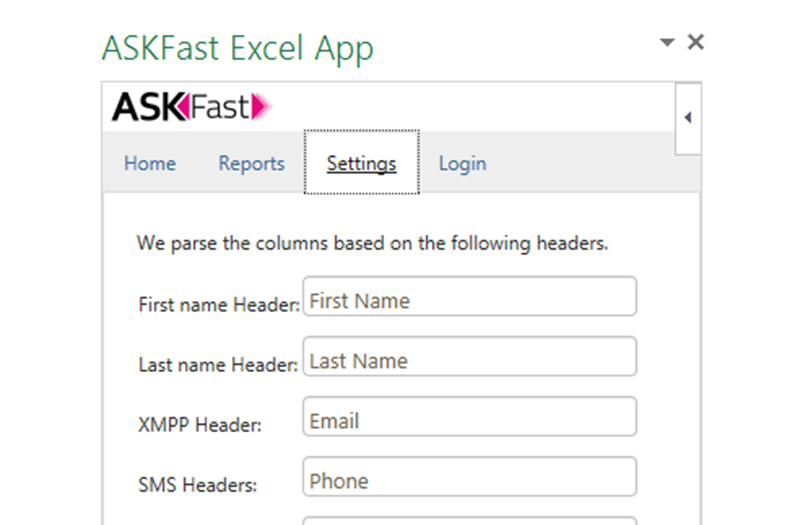 ASKFast Excel App
ASKFast
Home Reports Settings Login
We parse the columns based on the following headers.
First name Header: First Name
Last name Header: Last Name
XMPP Header: Email
SMS Headers: Phone